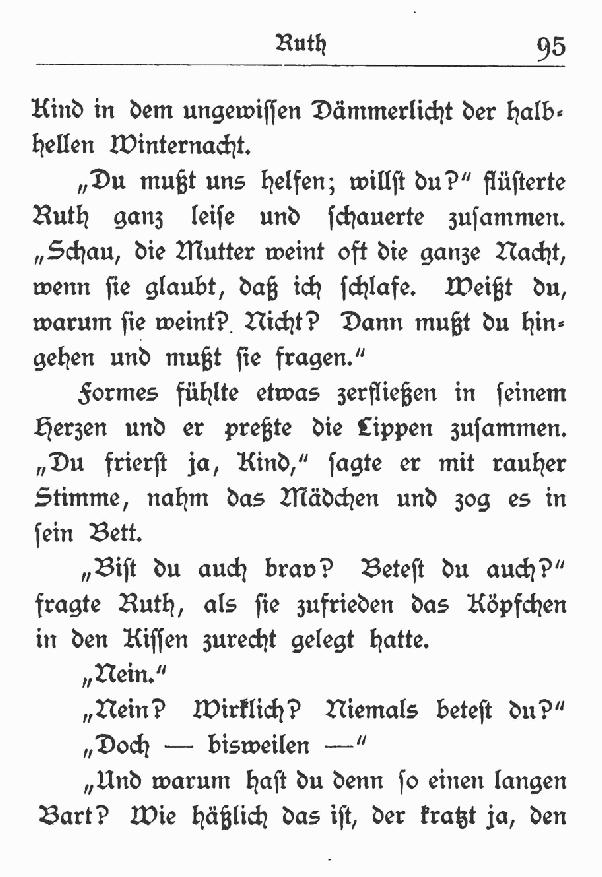 Ruth 95
Kind in dem ungewissen Dämmerlicht der halb-
hellen Winternacht.
„Du mußt uns helfen; willst du?“ flüsterte
Ruth ganz leise und schauerte zusammen.
„Schau, die Mutter weint oft die ganze Nacht,
wenn sie glaubt, daß ich schlafe. Weißt du,
warum sie weint? Nicht? Dann mußt du hin-
gehen und mußt sie fragen.“
Formes fühlte etwas zerfließen in seinem
Herzen und er preßte die Lippen zusammen.
„Du frierst ja, Kind,“ sagte er mit rauher
Stimme, nahm das Mädchen und zog es in
sein Bett.
„Bist du auch brav? Betest du auch?“
fragte Ruth, als sie zufrieden das Köpfchen
in den Kissen zurecht gelegt hatte.
„Nein.“
„Nein? Wirklich? Niemals betest du?“
„Doch — bisweilen —“
„Und warum hast du denn so einen langen
Bart? Wie häßlich das ist, der kratzt ja, den